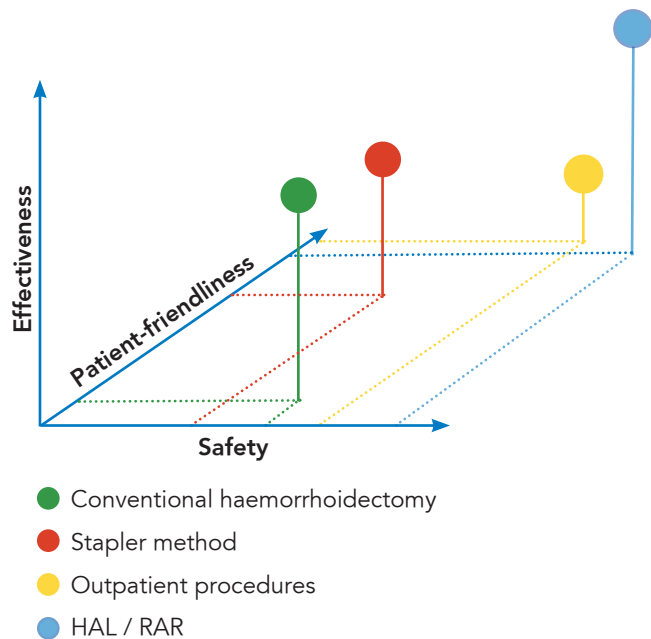 Effectiveness
Patient-friendliness
Safety
Conventional haemorrhoidectomy
Stapler method
Outpatient procedures
HAL / RAR